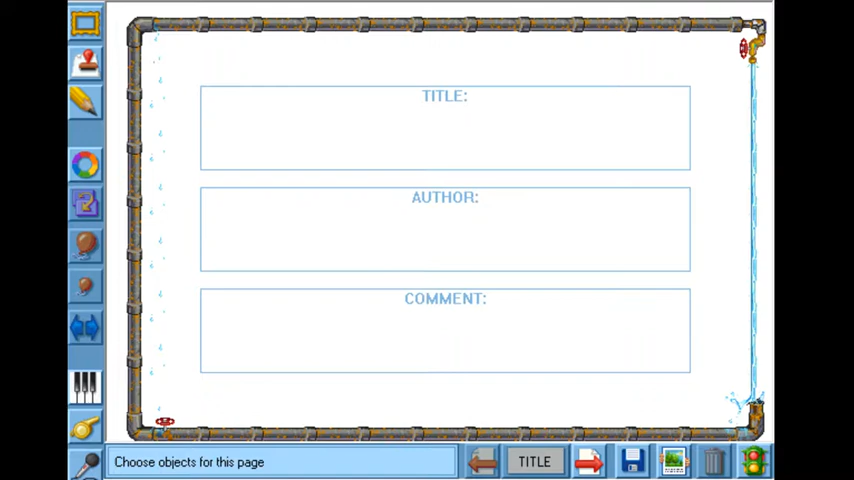 TITLE:
AUTHOR:
COMMENT:
Choose objects for this page
TITLE